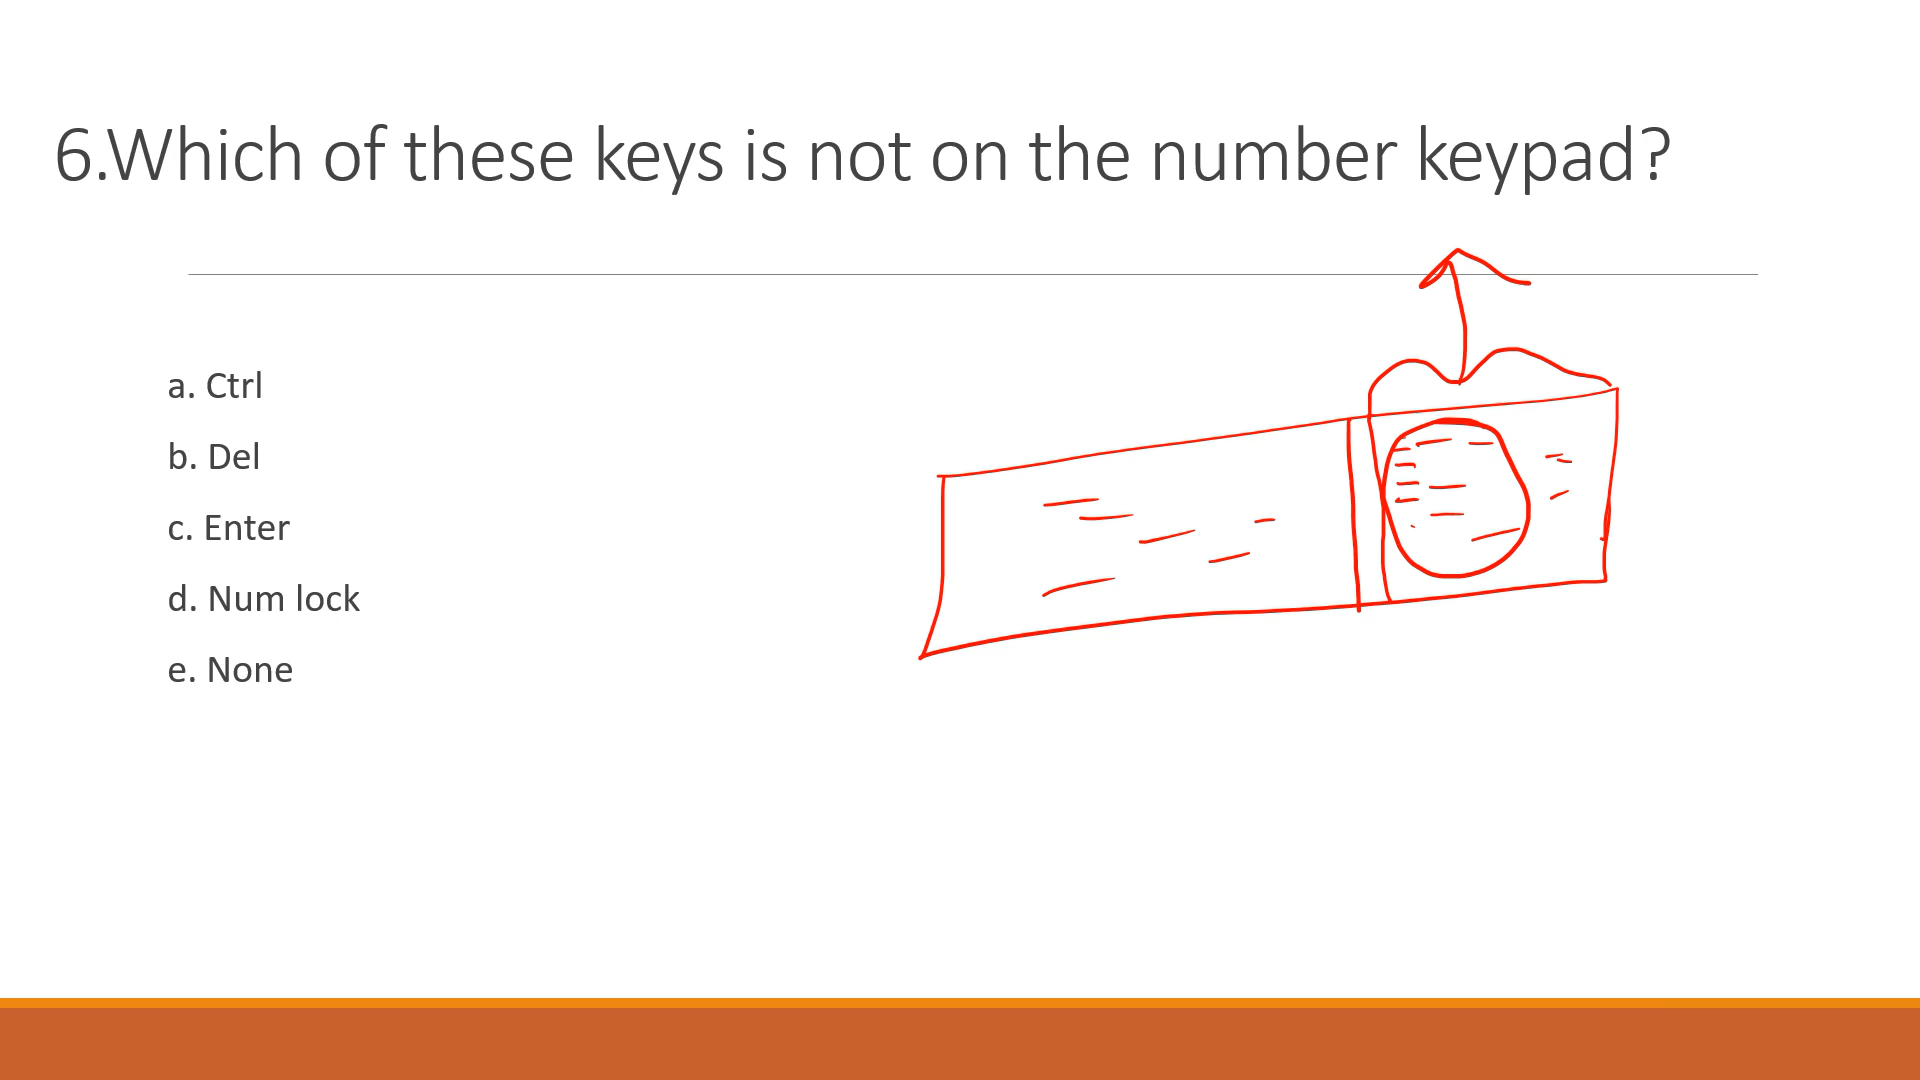 6.Which of these keys is not on the number keypad?
a. Ctrl
b. Del
c. Enter
d. Num lock
e. None